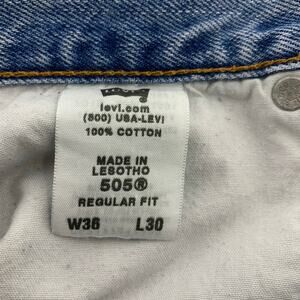 levi.com
(800) USA-LEVI
100% COTTON
MADE IN
LESOTHO
505®
REGULAR FIT
W36 L30